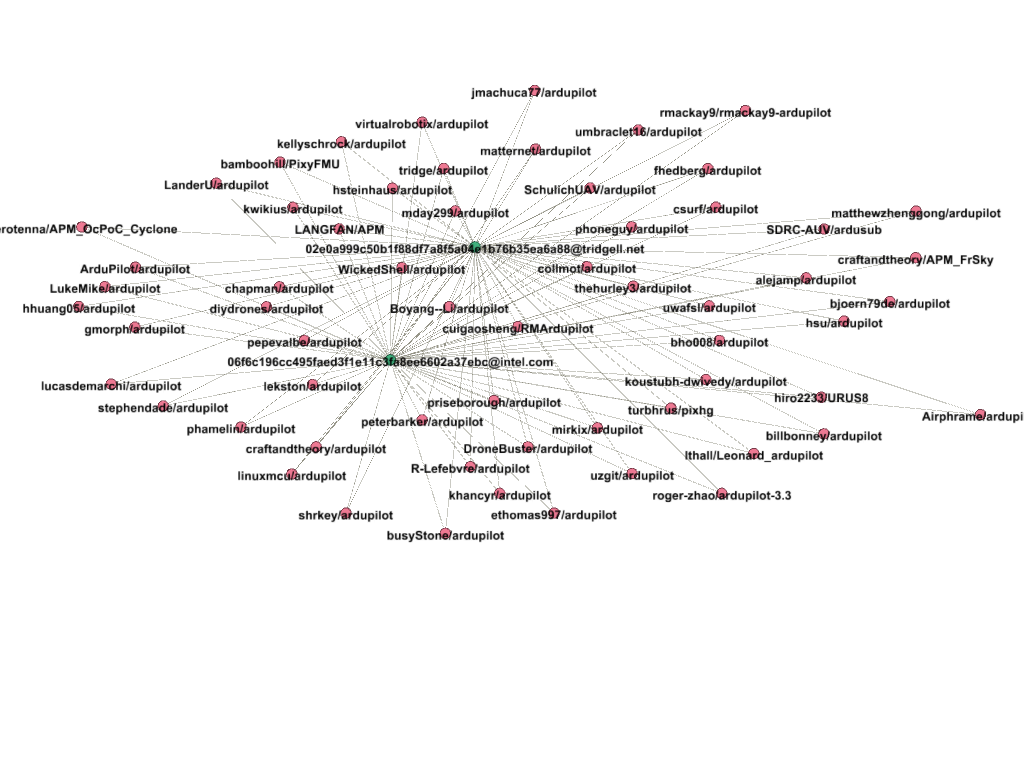 jmachuca77/ardupilot
rmackay9/rmackay9-ardupilot
virtualrobotix/ardupilot
umbraclet16/ardupilot
kellyschrock/ardupilot
matternet/ardupilot
bamboohill/PixyFMU
tridge/ardupilot
fhedberg/ardupilot
LanderU/ardupilot
hsteinhaus/ardupilot
SchulichUAV/ardupilot
kwikius/ardupilot
mday299/ardupilot
csurf/ardupilot
matthewzhenggong/ardupilot
erotenna/APM_OcPoC_Cyclone
LANGFAN/APM
phoneguy/ardupilot
SDRC-AUV/ardusub
02e0a999c50b1f88df7a8f5a04e1b76b35ea6a88@tridgell.net
craftandtheory/APM_FrSky
ArduPilot/ardupilot
WickedShell/ardupilot
collmot/ardupilot
alejamp/ardupilot
LukeMike/ardupilot
chapman/ardupilot
thehurley3/ardupilot
hhuang05/ardupilot
diydrones/ardupilot
Boyang--Li/ardupilot
uwafsl/ardupilot
bjoern79de/ardupilot
gmorph/ardupilot
cuigaosheng/RMArdupilot
hsu/ardupilot
pepevalbe/ardupilot
bho008/ardupilot
06f6c196cc495faed3f1e11c3fa8ee6602a37ebc@intel.com
lucasdemarchi/ardupilot
lekston/ardupilot
koustubh-dwivedy/ardupilot
stephendade/ardupilot
priseborough/ardupilot
turbhrus/pixhg
hiro2233/URUS8
Airphrame/ardupi
phamelin/ardupilot
peterbarker/ardupilot
mirkix/ardupilot
billbonney/ardupilot
craftandtheory/ardupilot
DroneBuster/ardupilot
lthall/Leonard_ardupilot
linuxmcu/ardupilot
R-Lefebvre/ardupilot
uzgit/ardupilot
khancyr/ardupilot
roger-zhao/ardupilot-3.3
shrkey/ardupilot
ethomas997/ardupilot
busyStone/ardupilot